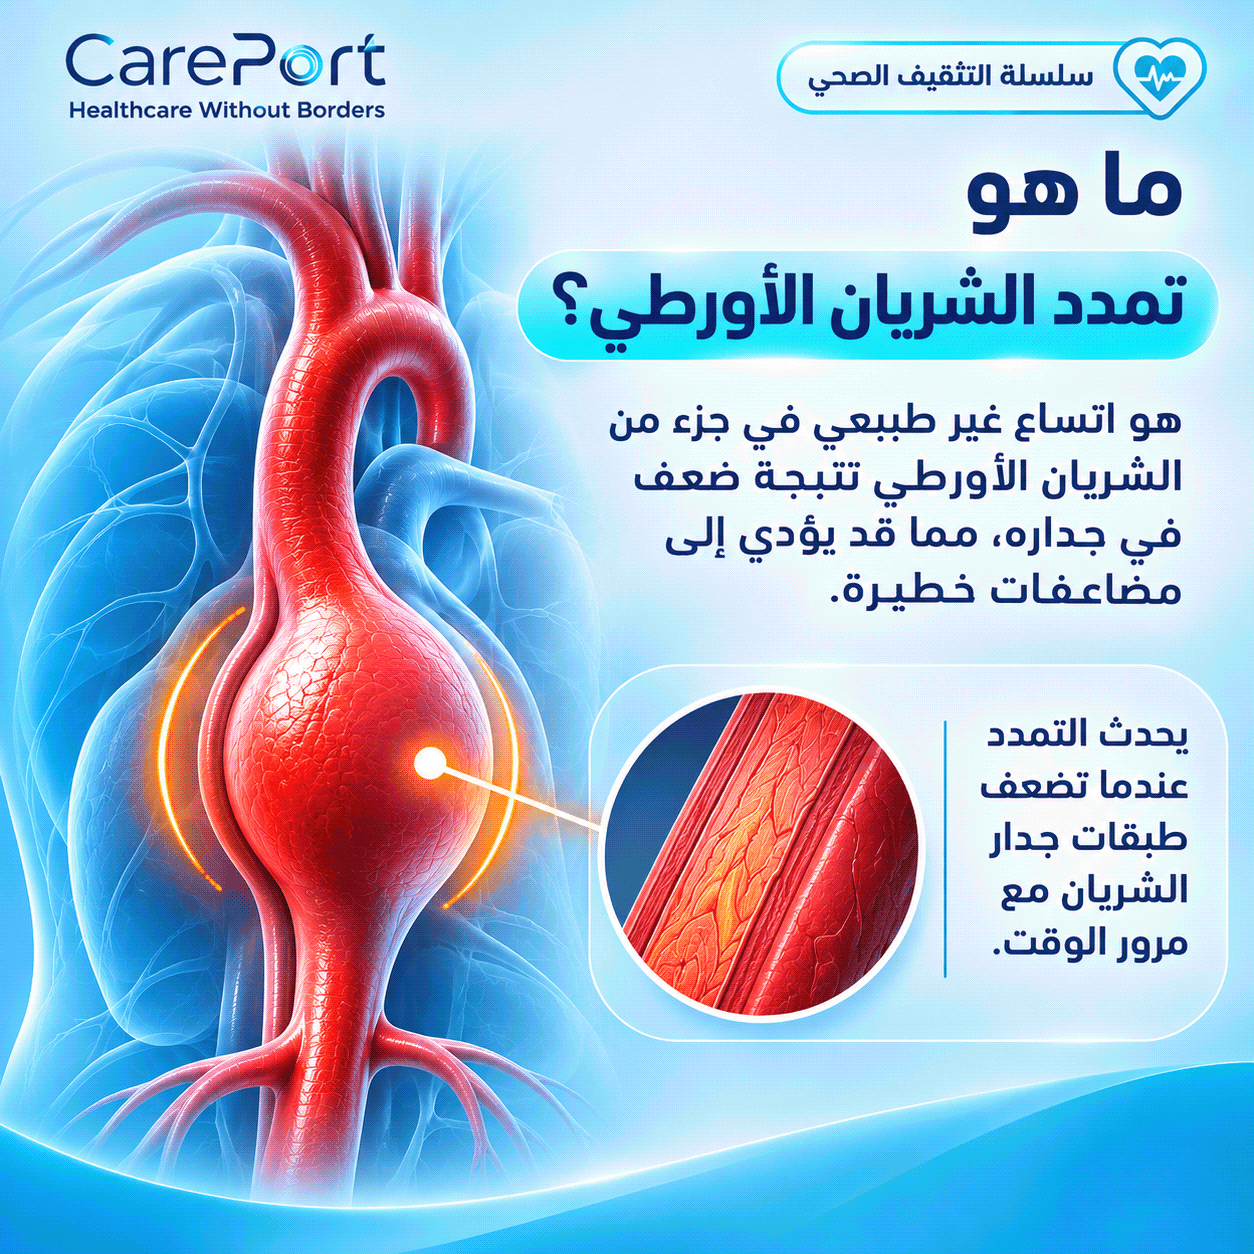 CarePort
Healthcare Without Borders
سلسلة التثقيف الصحي
ما هو
تمدد الشريان الأورطي؟
هو اتساع غير طبيعي في جزء من
الشريان الأورطي تتبجة ضعف
في جداره، مما قد يؤدي إلى
مضاعفات خطيرة.
يحدث التمدد
عندما تضعف
طبقات جدار
الشريان مع
مرور الوقت.